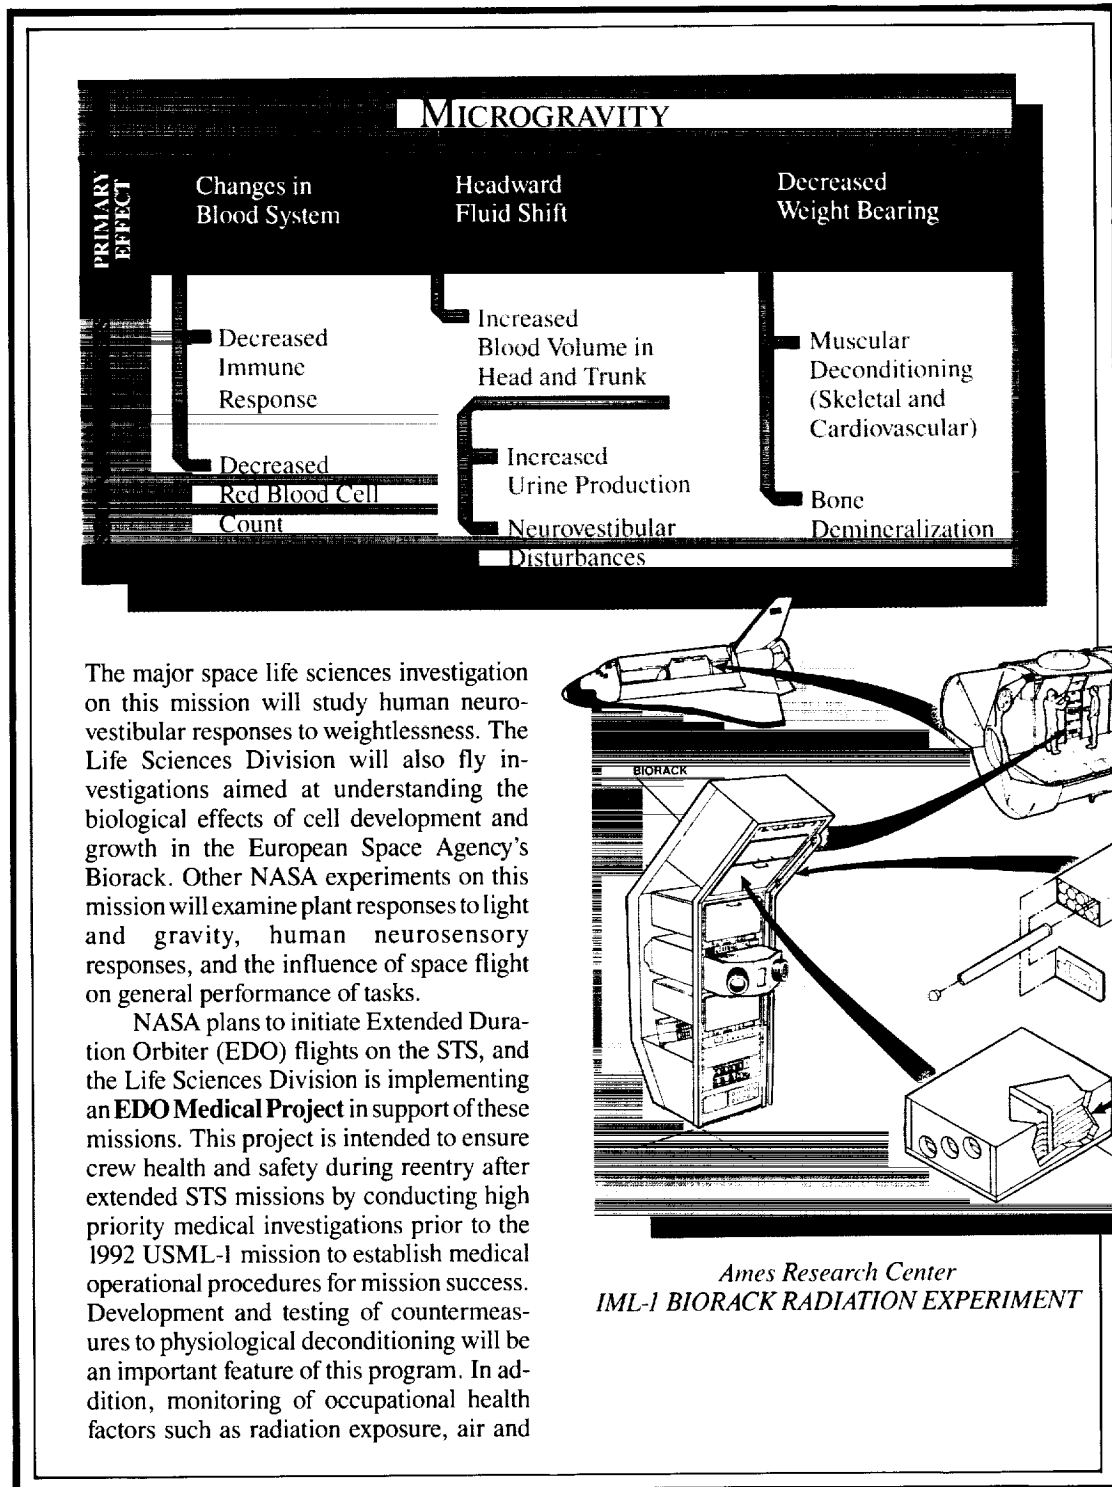 MICROGRAVITY
PRIMARY
EFFECT
Changes in
Blood System
Headward
Fluid Shift
Decreased
Weight Bearing
Decreased
Immune
Response
Decreased
Red Blood Cell
Count
Increased
Blood Volume in
Head and Trunk
Increased
Urine Production
Neurovestibular
Disturbances
Muscular
Deconditioning
(Skeletal and
Cardiovascular)
Bone
Demineralization
The major space life sciences investigation
on this mission will study human neuro-
vestibular responses to weightlessness. The
Life Sciences Division will also fly in-
vestigations aimed at understanding the
biological effects of cell development and
growth in the European Space Agency's
Biorack. Other NASA experiments on this
mission will examine plant responses to light
and gravity, human neurosensory
responses, and the influence of space flight
on general performance of tasks.
NASA plans to initiate Extended Dura-
tion Orbiter (EDO) flights on the STS, and
the Life Sciences Division is implementing
an EDO Medical Project in support of these
missions. This project is intended to ensure
crew health and safety during reentry after
extended STS missions by conducting high
priority medical investigations prior to the
1992 USML-1 mission to establish medical
operational procedures for mission success.
Development and testing of countermeas-
ures to physiological deconditioning will be
an important feature of this program. In ad-
dition, monitoring of occupational health
factors such as radiation exposure, air and
BIORACK
Ames Research Center
IML-1 BIORACK RADIATION EXPERIMENT